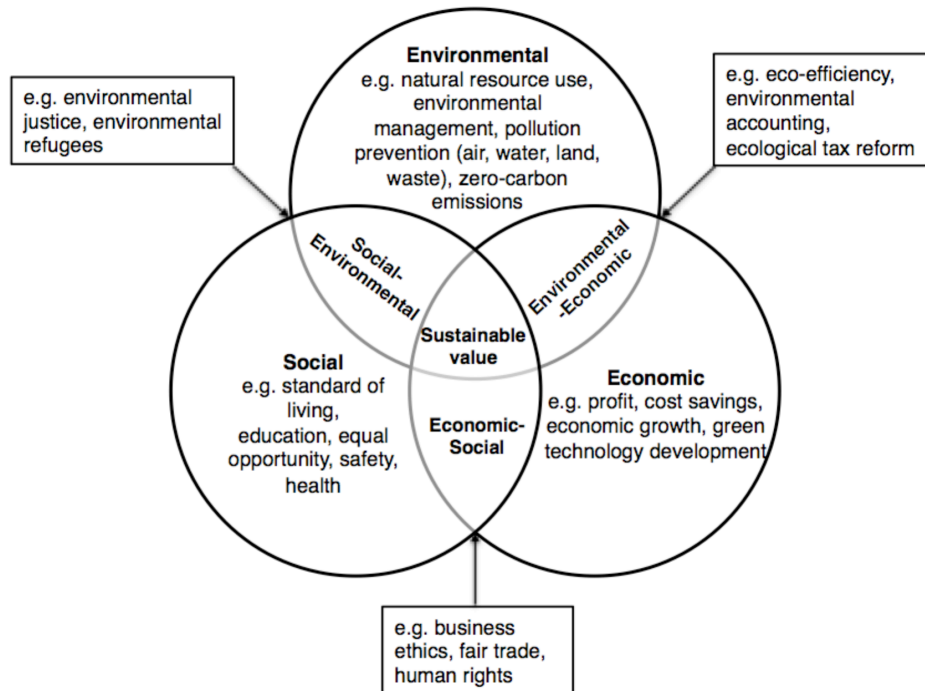 Environmental
e.g. natural resource use,
environmental
management, pollution
prevention (air, water, land,
waste), zero-carbon
emissions
e.g. environmental
justice, environmental
refugees
e.g. eco-efficiency,
environmental
accounting,
ecological tax reform
Social-
Environmental
Environmental
-Economic
Sustainable
value
Social
e.g. standard of
living,
education, equal
opportunity, safety,
health
Economic
e.g. profit, cost savings,
economic growth, green
technology development
Economic-
Social
e.g. business
ethics, fair trade,
human rights